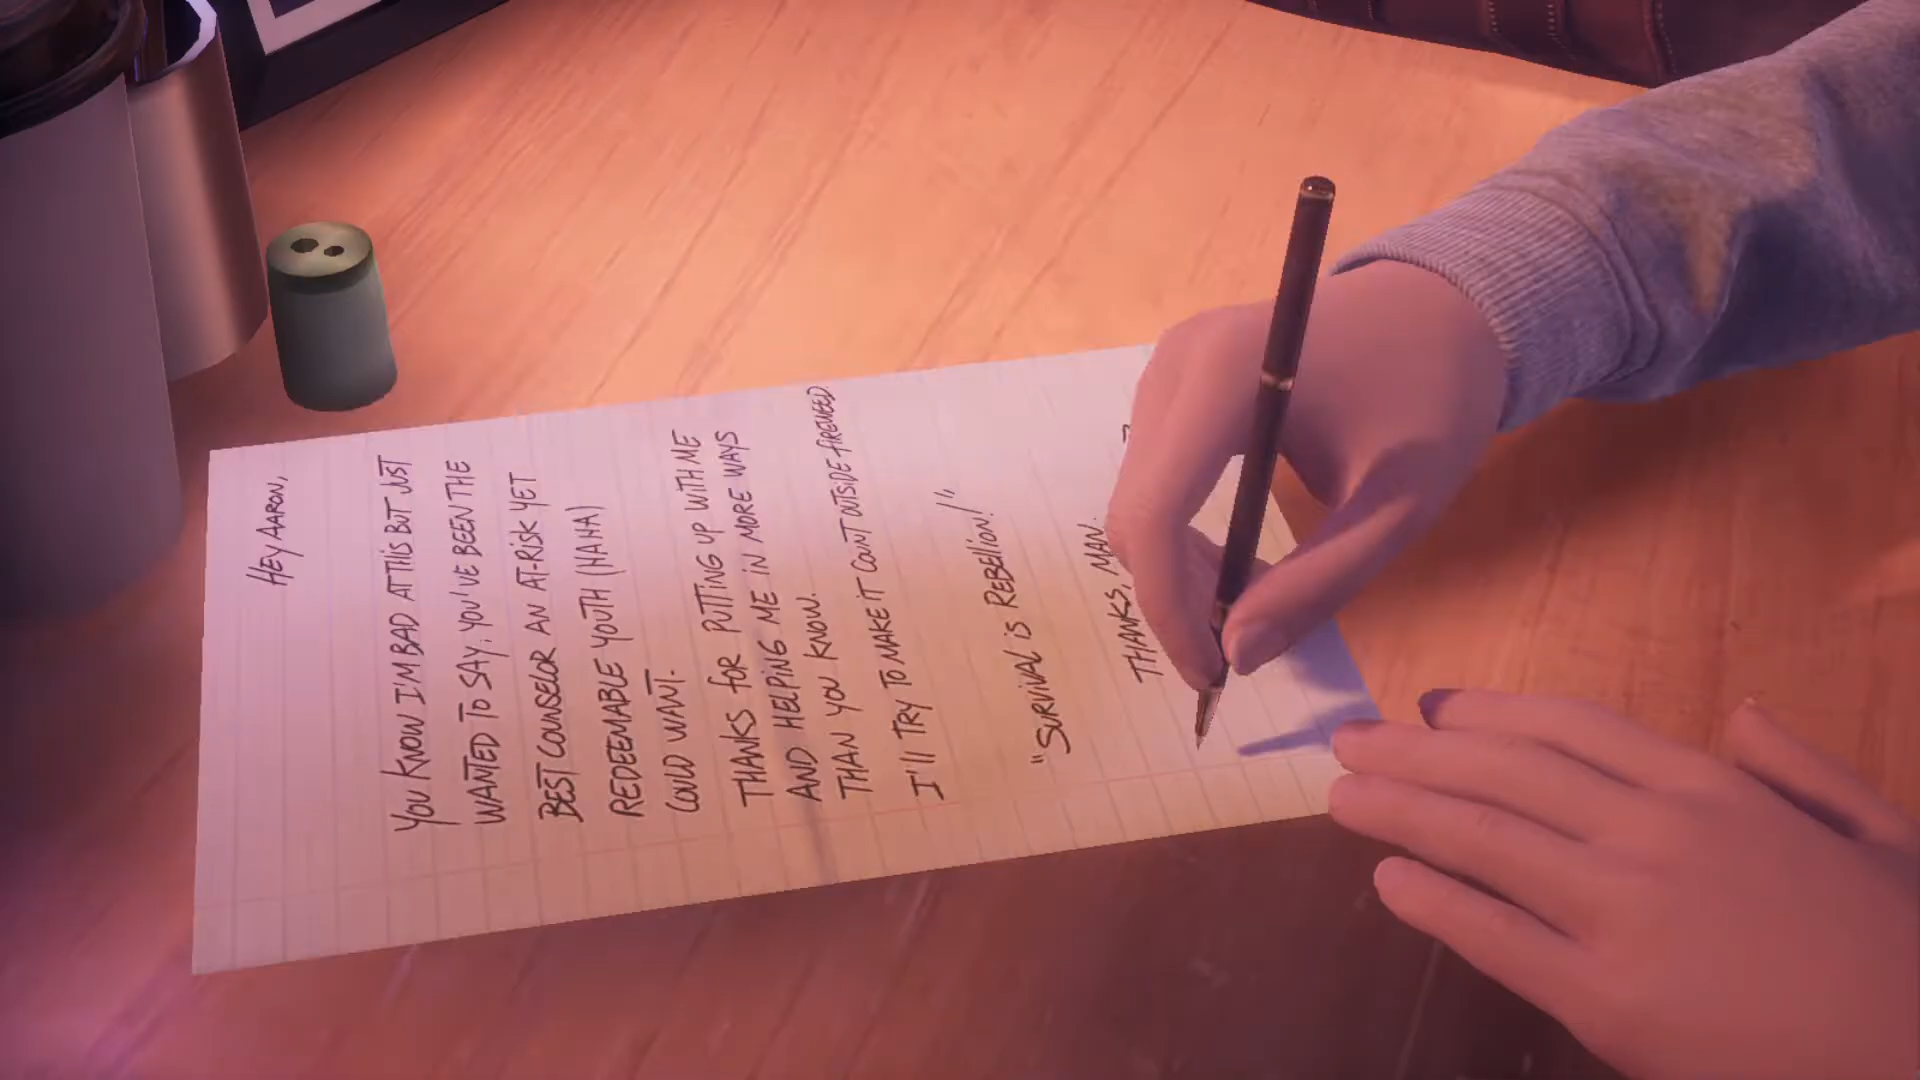 HEY AARON,
YOU KNOW I'M BAD AT THIS BUT JUST
WANTED TO SAY: YOU'VE BEEN THE
BEST COUNSELOR AN AT-RISK YET
REDEEMABLE YOUTH (HAHA)
COULD WANT.
THANKS FOR PUTTING UP WITH ME
AND HELPING ME IN MORE WAYS
THAN YOU KNOW.
I'll TRY TO MAKE IT COUNT OUTSIDE FIREWEED
"SURVIVAL is REBEllION!"
THANKS, MAN.